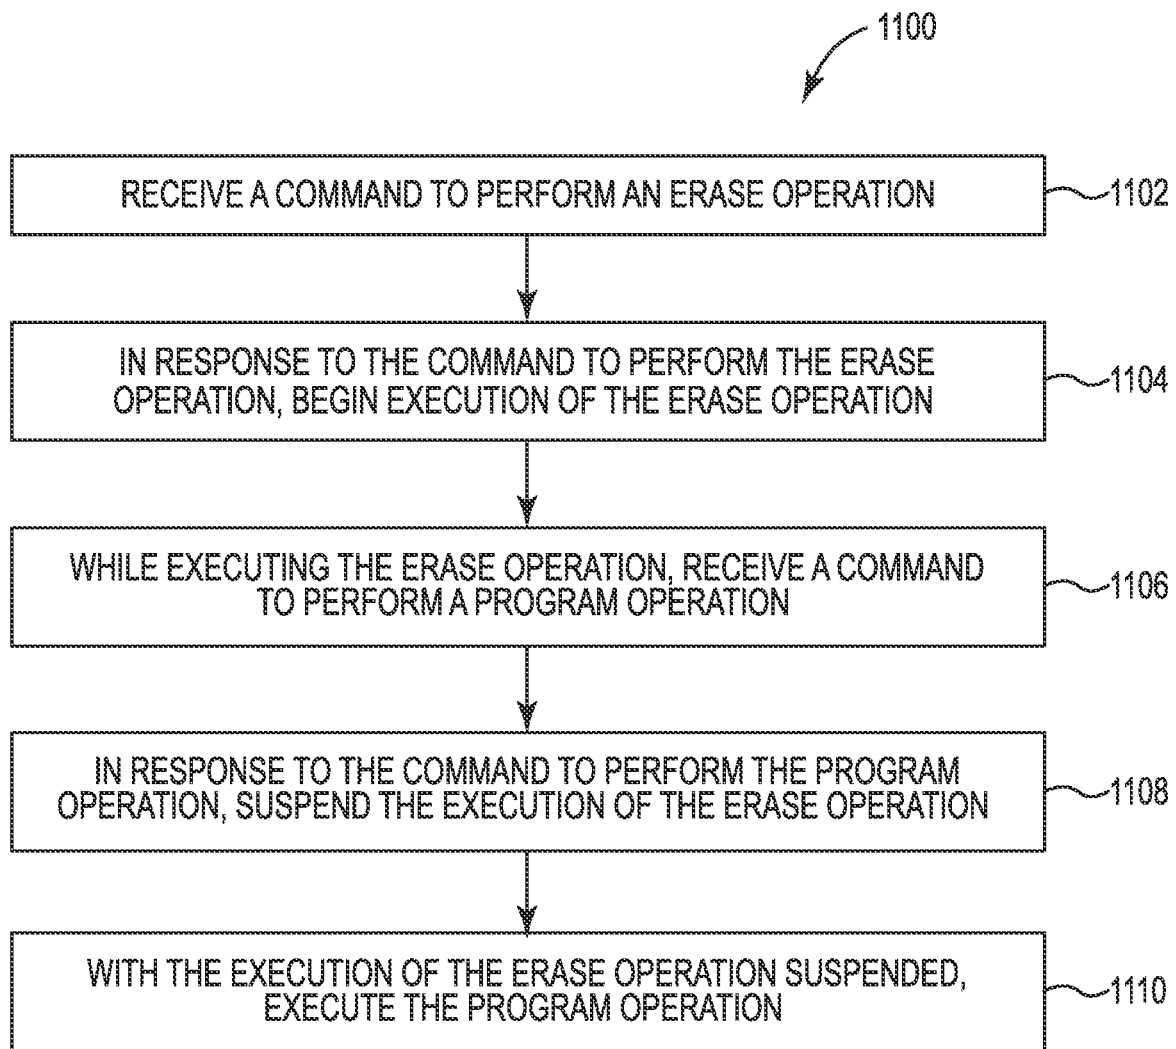 1100
RECEIVE A COMMAND TO PERFORM AN ERASE OPERATION
1102
IN RESPONSE TO THE COMMAND TO PERFORM THE ERASE
OPERATION, BEGIN EXECUTION OF THE ERASE OPERATION
1104
WHILE EXECUTING THE ERASE OPERATION, RECEIVE A COMMAND
TO PERFORM A PROGRAM OPERATION
1106
IN RESPONSE TO THE COMMAND TO PERFORM THE PROGRAM
OPERATION, SUSPEND THE EXECUTION OF THE ERASE OPERATION
1108
WITH THE EXECUTION OF THE ERASE OPERATION SUSPENDED,
EXECUTE THE PROGRAM OPERATION
1110